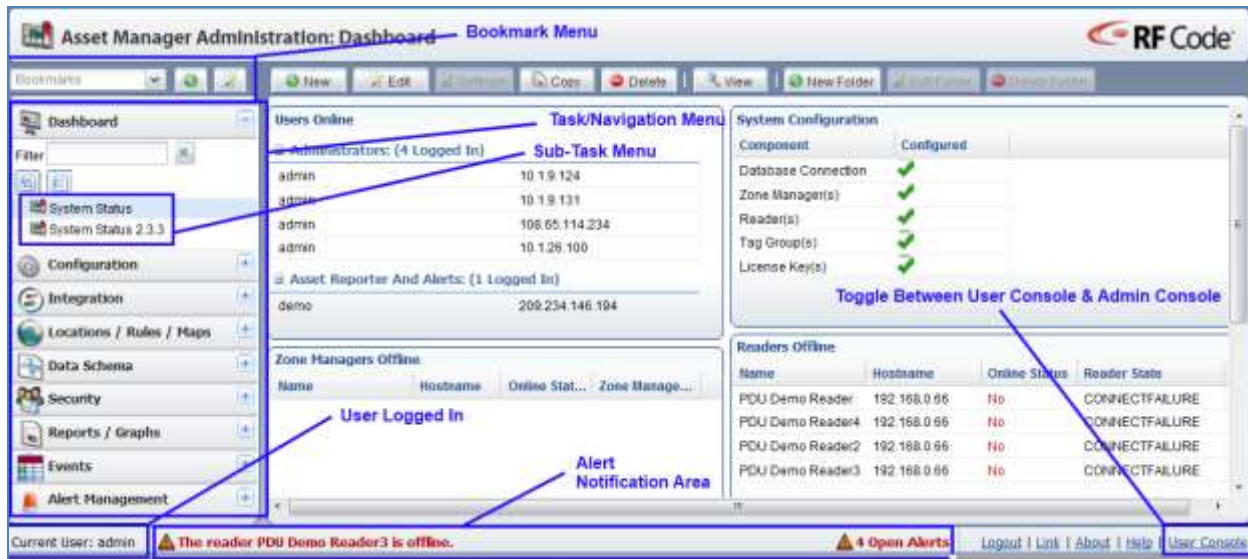 Asset Manager Administration: Dashboard
Bookmark Menu
RF Code
Bookmarks
New
Edit
Copy
Delete
View
New Folder
Dashboard
Filter
System Status
System Status 2.3.3
Configuration
Integration
Locations / Rules / Maps
Data Schema
Security
Reports / Graphs
Events
Alert Management
Users Online
Task/Navigation Menu
Administrators: (4 Logged In)
Sub-Task Menu
admin 10.1.9.124
admin 10.1.9.131
admin 108.65.114.234
admin 10.1.26.100
Asset Reporter And Alerts: (1 Logged In)
demo 209.234.146.194
System Configuration
Component Configured
Database Connection
Zone Manager(s)
Reader(s)
Tag Group(s)
License Key(s)
Toggle Between User Console & Admin Console
Zone Managers Offline
Name Hostname Online Stat... Zone Manage...
User Logged In
Alert
Notification Area
Readers Offline
Name Hostname Online Status Reader State
PDU Demo Reader 192.168.0.66 No CONNECTFAILURE
PDU Demo Reader4 192.168.0.66 No CONNECTFAILURE
PDU Demo Reader2 192.168.0.66 No CONNECTFAILURE
PDU Demo Reader3 192.168.0.66 No CONNECTFAILURE
Current User: admin
The reader PDU Demo Reader3 is offline.
4 Open Alerts
Logout | Link | About | Help | User Console